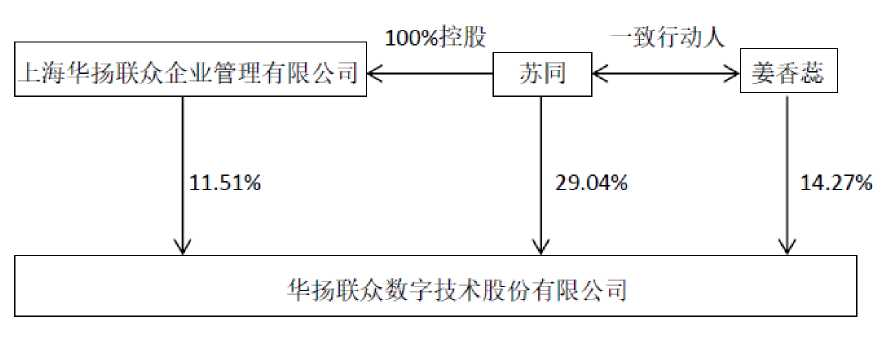 100%控股
一致行动人
上海华扬联众企业管理有限公司
苏同
姜香蕊
11.51%
29.04%
14.27%
华扬联众数字技术股份有限公司